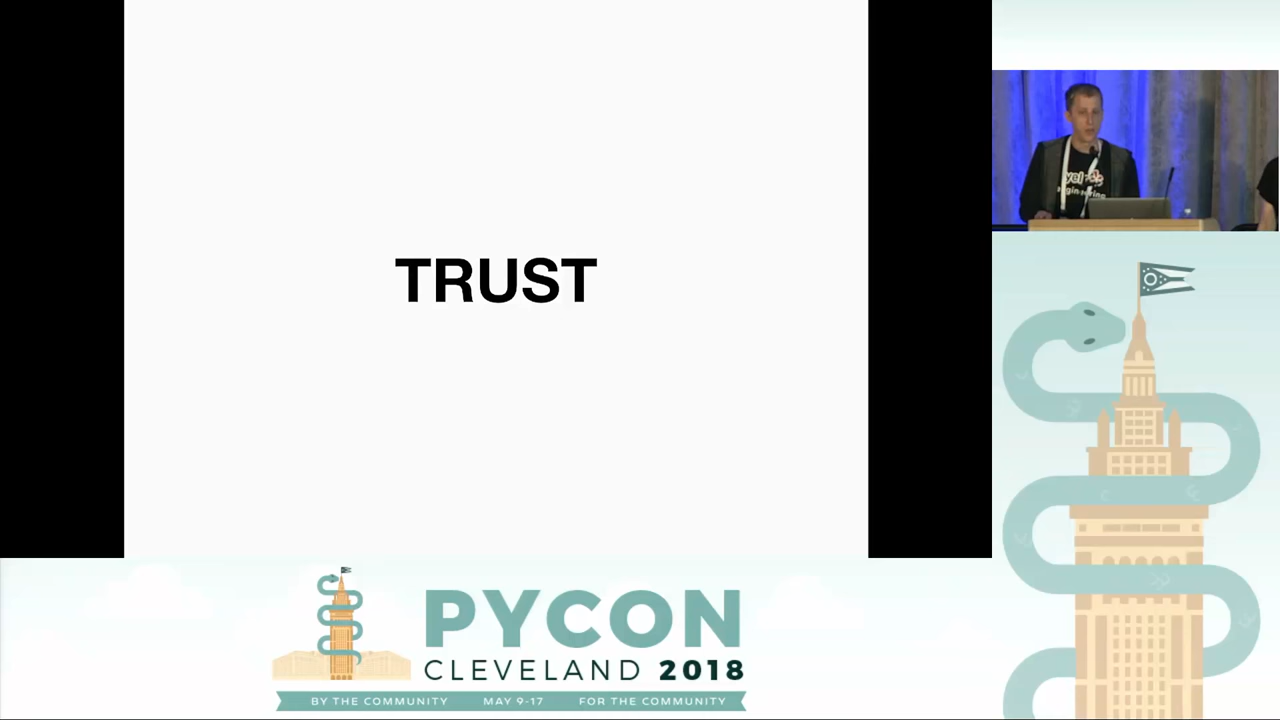 TRUST
PYCON
CLEVELAND 2018
BY THE COMMUNITY MAY 9-17 FOR THE COMMUNITY